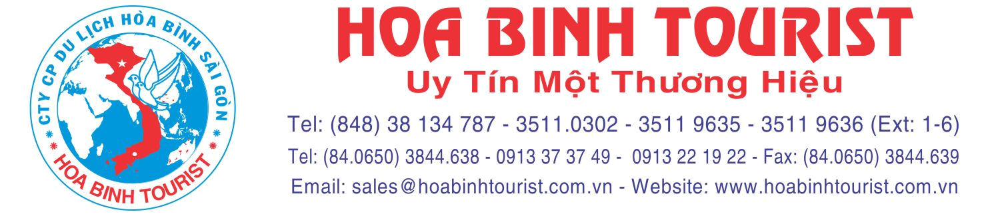 CTY CP DU LỊCH HÒA BÌNH SÀI GÒN
HOA BINH TOURIST
HOA BINH TOURIST
Uy Tín Một Thương Hiệu
Tel: (848) 38 134 787 - 3511.0302 - 3511 9635 - 3511 9636 (Ext: 1-6)
Tel: (84.0650) 3844.638 - 0913 37 37 49 - 0913 22 19 22 - Fax: (84.0650) 3844.639
Email: sales@hoabinhtourist.com.vn - Website: www.hoabinhtourist.com.vn